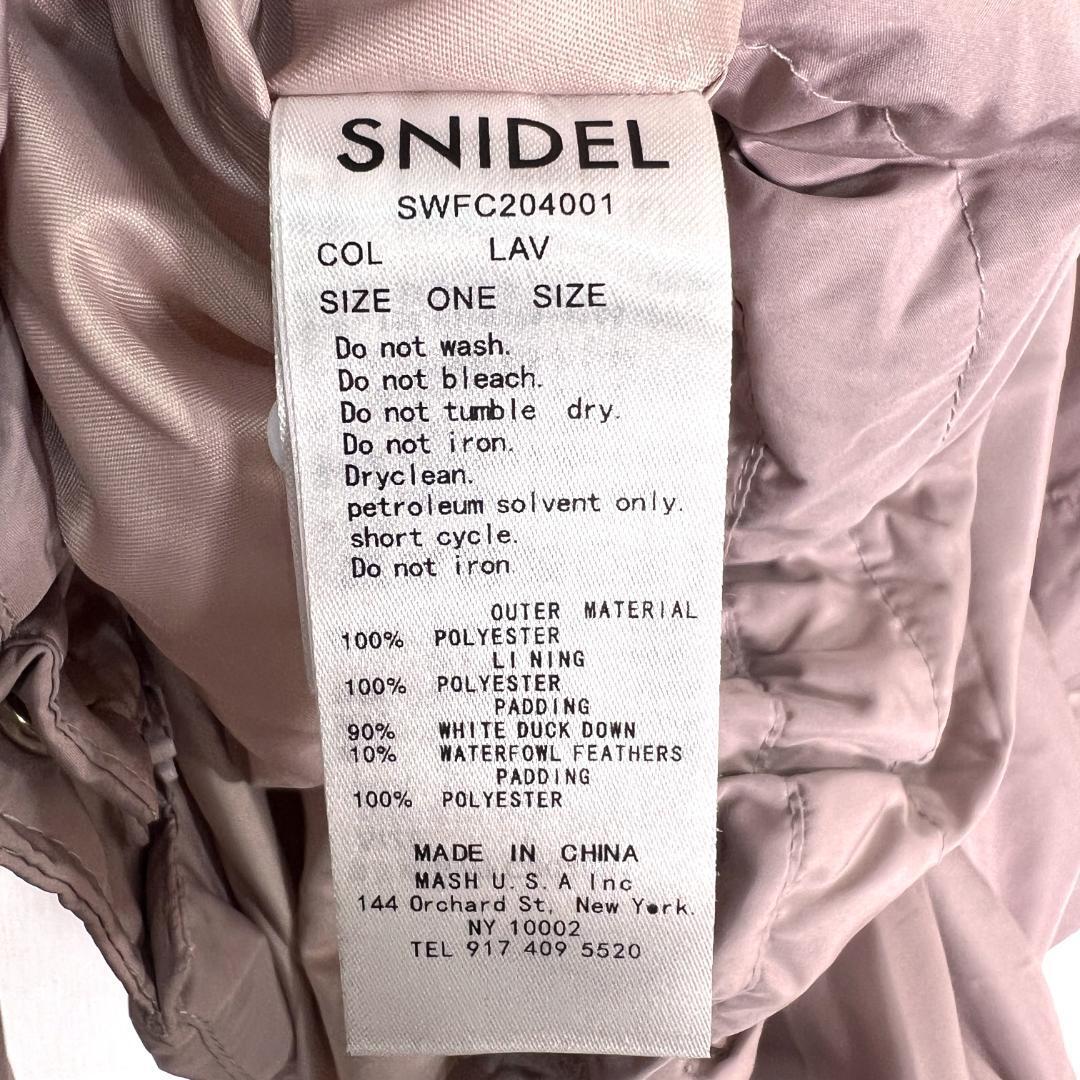 SNIDEL
SWFC204001
COL LAV
SIZE ONE SIZE
Do not wash.
Do not bleach.
Do not tumble dry.
Do not iron.
Dryclean.
petroleum solvent only.
short cycle.
Do not iron
OUTER MATERIAL
100% POLYESTER
LINING
100% POLYESTER
PADDING
90% WHITE DUCK DOWN
10% WATERFOWL FEATHERS
PADDING
100% POLYESTER
MADE IN CHINA
MASH U.S.A Inc
144 Orchard St, New York.
NY 10002
TEL 917 409 5520